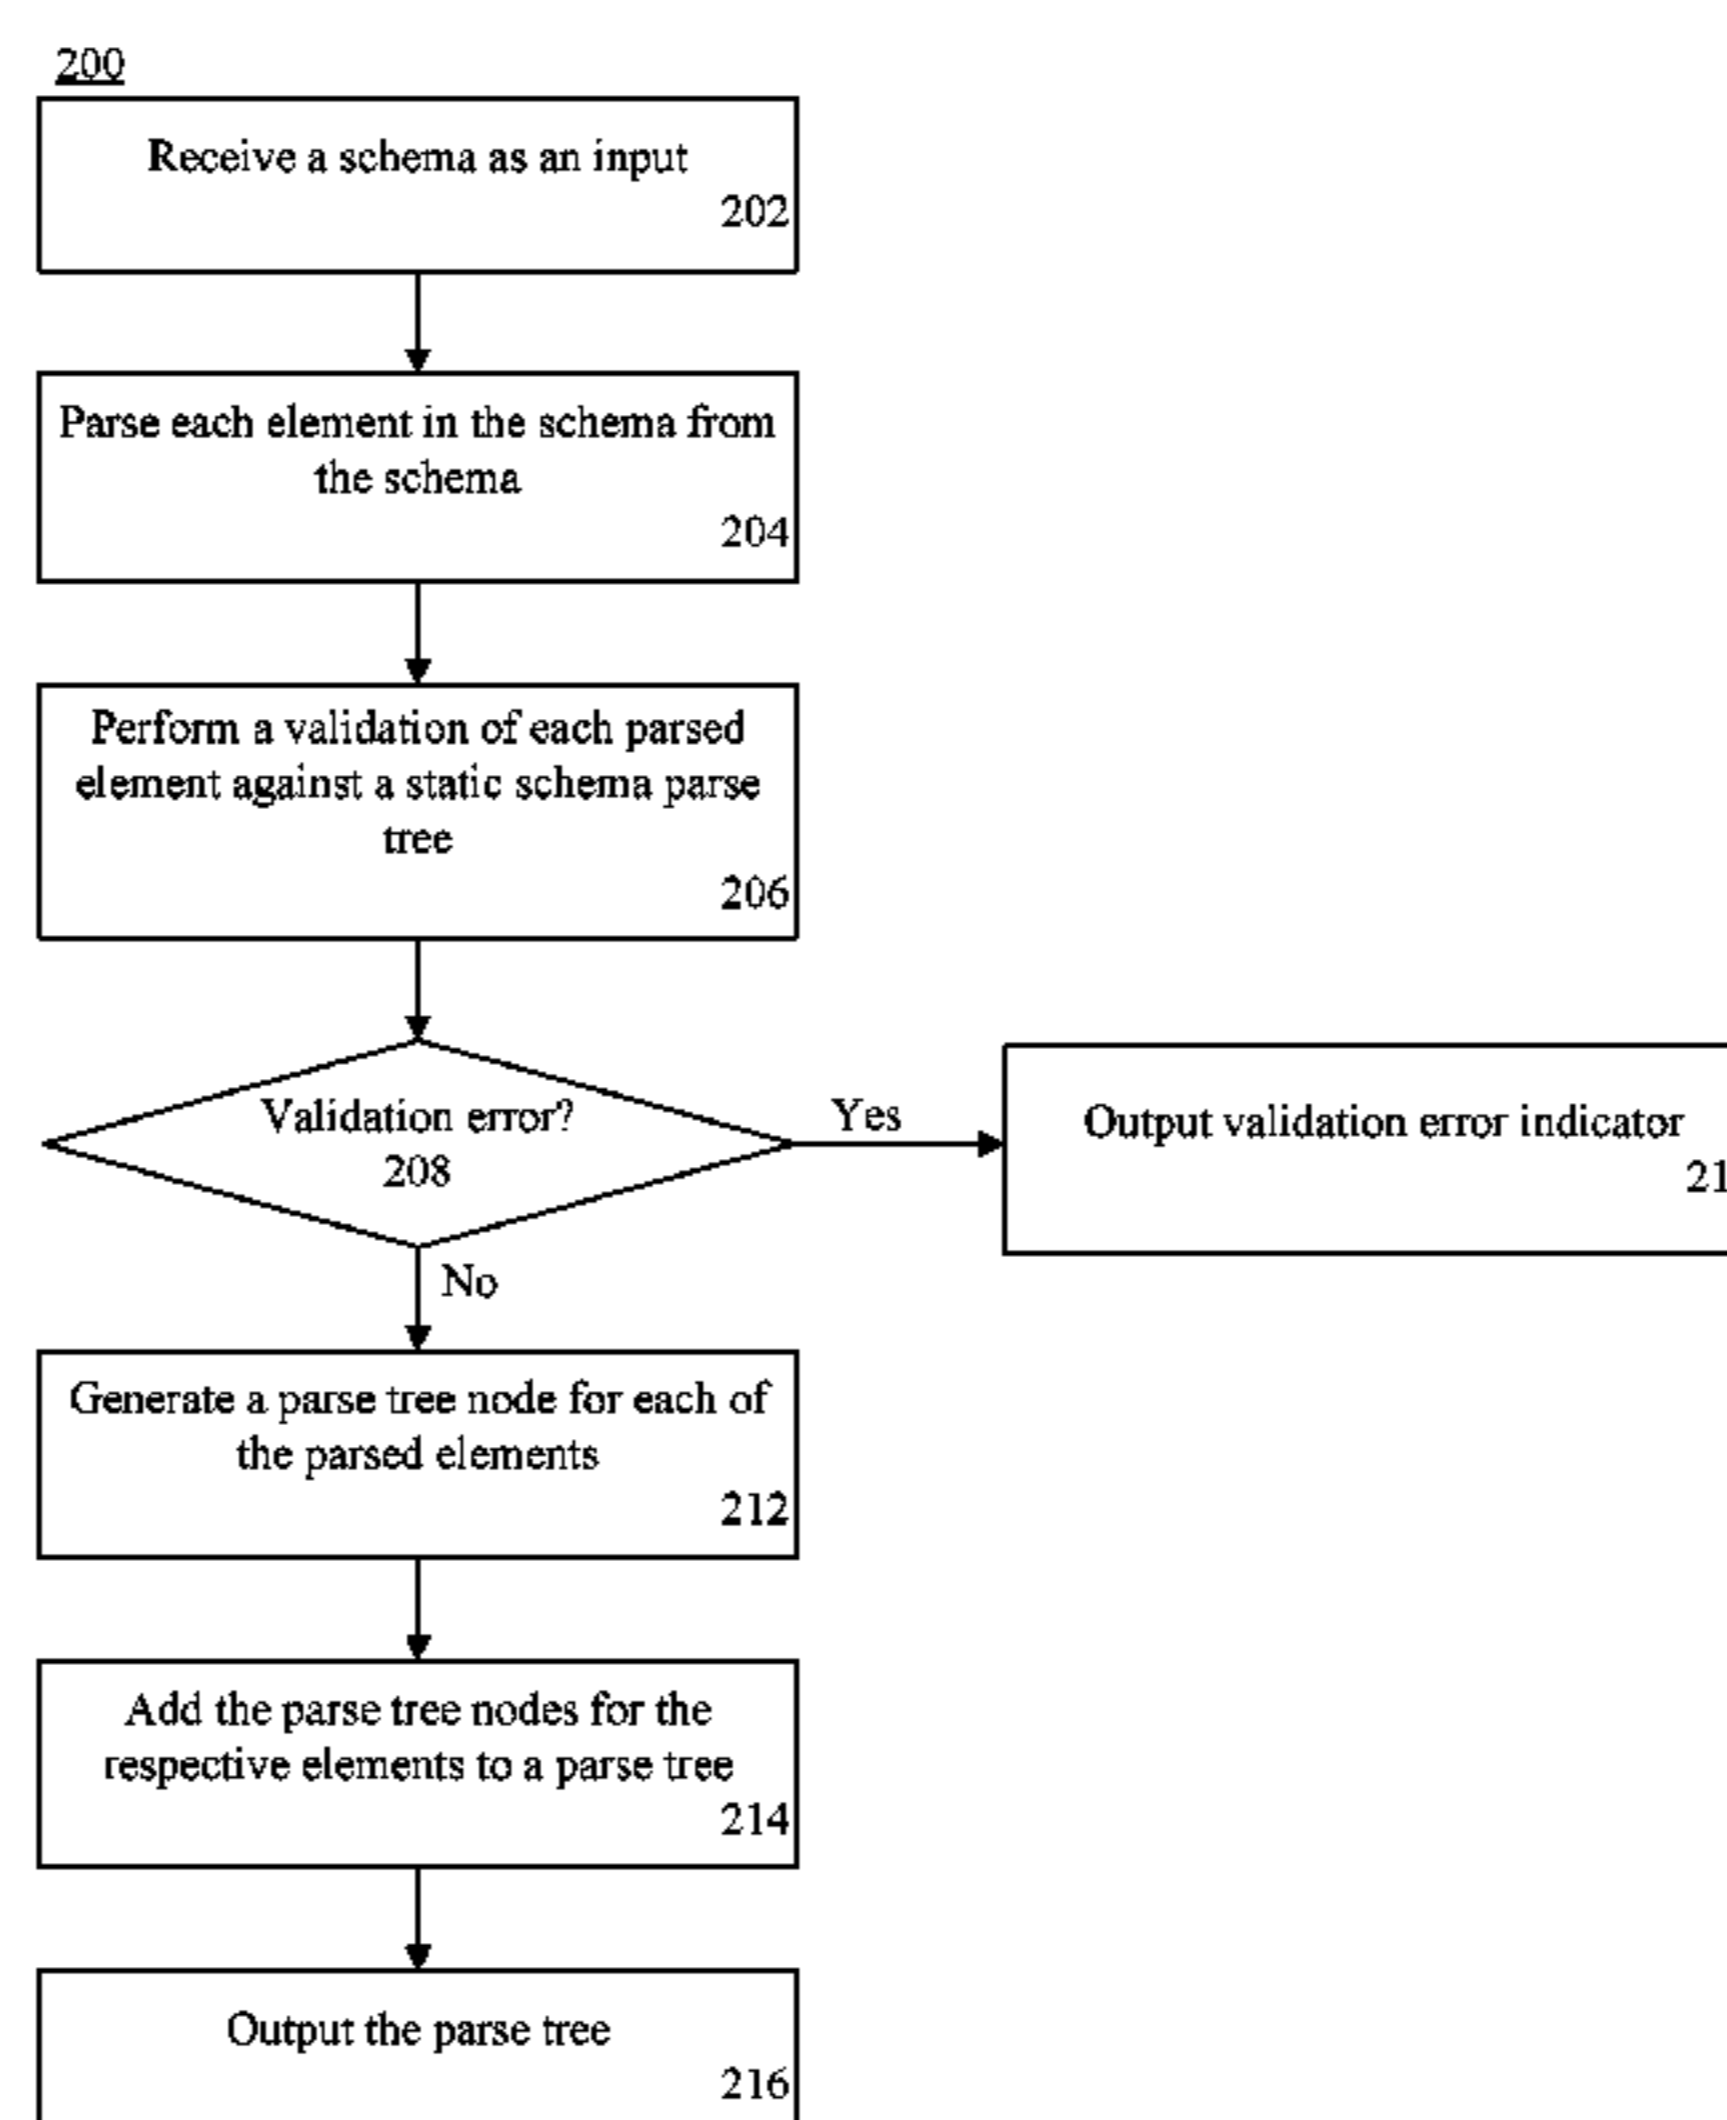 200
Receive a schema as an input
202
Parse each element in the schema from
the schema
204
Perform a validation of each parsed
element against a static schema parse
tree
206
Validation error?
208
Yes
Output validation error indicator
No
Generate a parse tree node for each of
the parsed elements
212
Add the parse tree nodes for the
respective elements to a parse tree
214
Output the parse tree
216